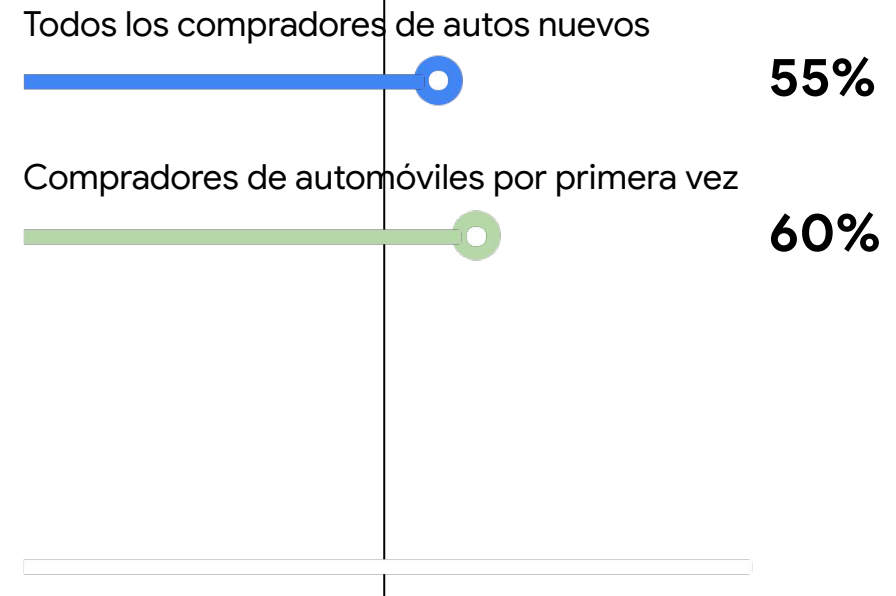 Todos los compradores de autos nuevos
55%
Compradores de automóviles por primera vez
60%